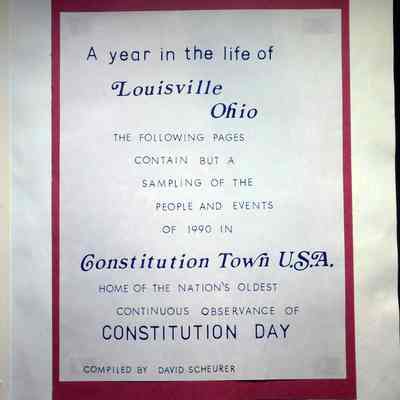 A year in the life of
Louisville
Ohio
THE FOLLOWING PAGES
CONTAIN BUT A
SAMPLING OF THE
PEOPLE AND EVENTS
OF 1990 IN
Constitution Town U.S.A.
HOME OF THE NATION'S OLDEST
CONTINUOUS OBSERVANCE OF
CONSTITUTION DAY
COMPILED BY DAVID SCHEURER